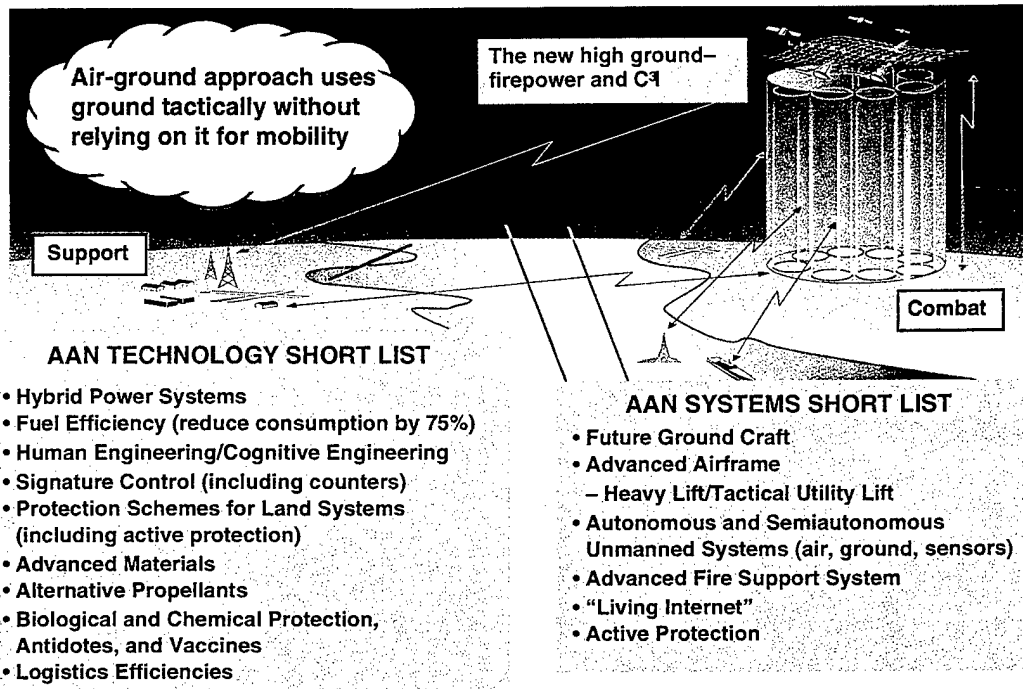 Air-ground approach uses
ground tactically without
relying on it for mobility
The new high ground–
firepower and C³I
Support
Combat
AAN TECHNOLOGY SHORT LIST
• Hybrid Power Systems
• Fuel Efficiency (reduce consumption by 75%)
• Human Engineering/Cognitive Engineering
• Signature Control (including counters)
• Protection Schemes for Land Systems
(including active protection)
• Advanced Materials
• Alternative Propellants
• Biological and Chemical Protection,
Antidotes, and Vaccines
• Logistics Efficiencies
AAN SYSTEMS SHORT LIST
• Future Ground Craft
• Advanced Airframe
– Heavy Lift/Tactical Utility Lift
• Autonomous and Semiautonomous
Unmanned Systems (air, ground, sensors)
• Advanced Fire Support System
• “Living Internet”
• Active Protection